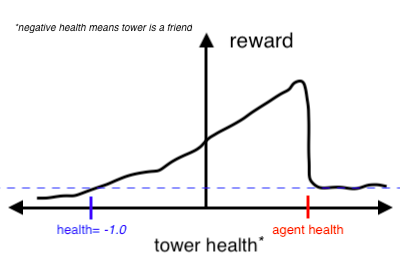 *negative health means tower is a friend
reward
health= -1.0
agent health
tower health*